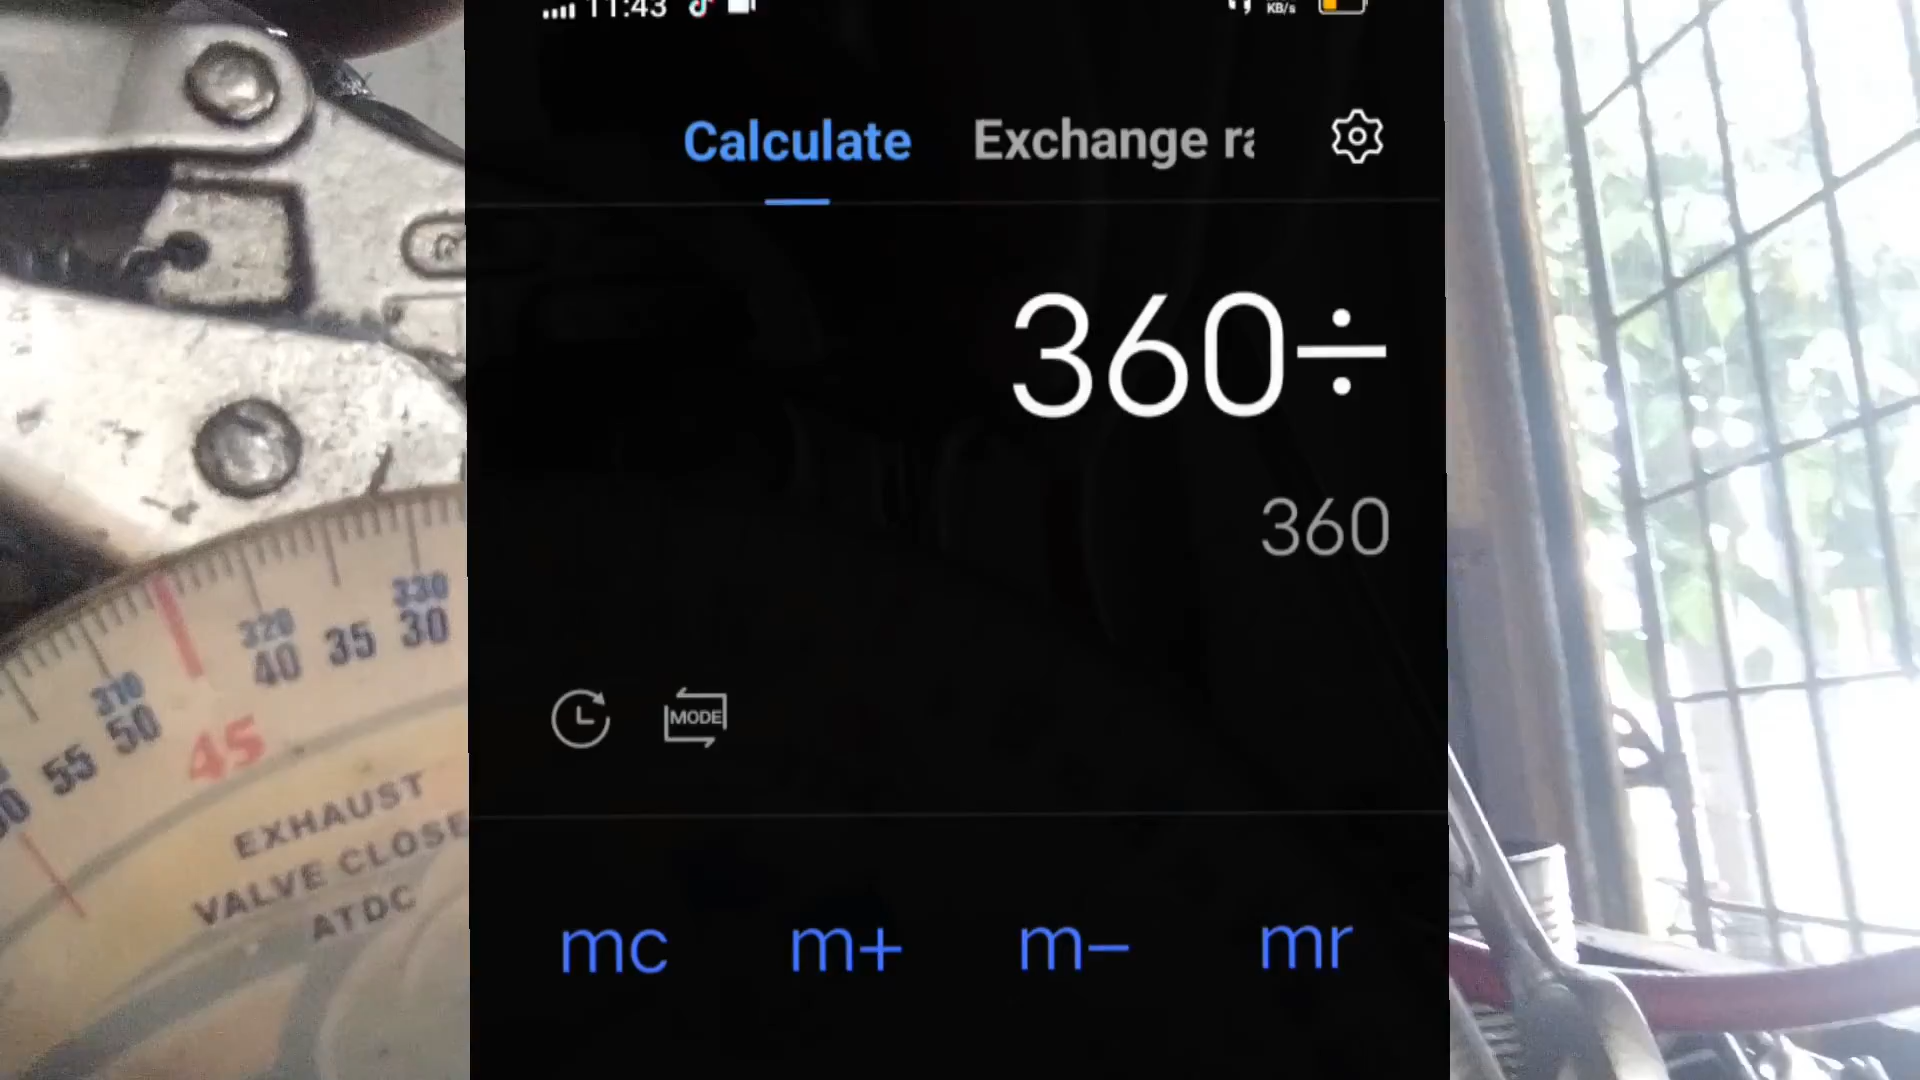 11:43
KB/s
Calculate
Exchange ra
360÷
360
MODE
mc m+ m− mr
330
320
30
35
40
310
50
45
55
EXHAUST
VALVE CLOSE
ATDC